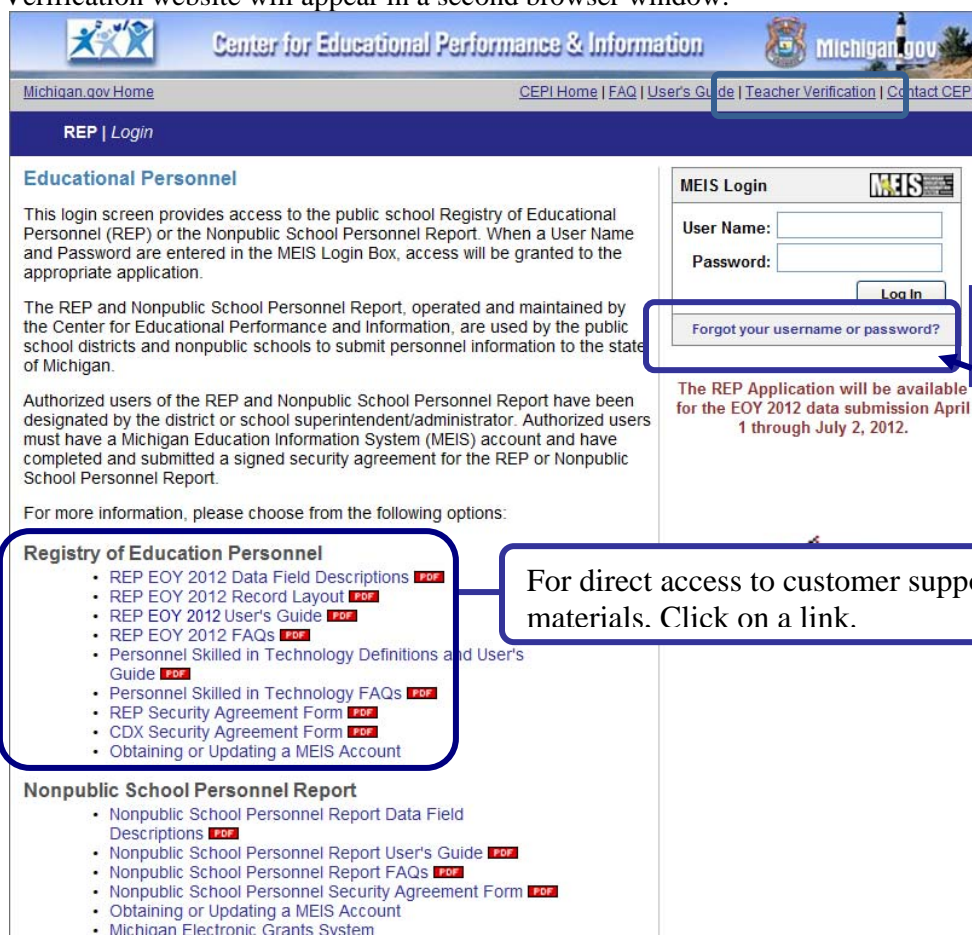 Verification website will appear in a second browser window.
Center for Educational Performance & Information
Michigan.gov
Michigan.gov Home
CEPI Home | FAQ | User's Guide | Teacher Verification | Contact CEP
REP | Login
Educational Personnel
This login screen provides access to the public school Registry of Educational
Personnel (REP) or the Nonpublic School Personnel Report. When a User Name
and Password are entered in the MEIS Login Box, access will be granted to the
appropriate application.
The REP and Nonpublic School Personnel Report, operated and maintained by
the Center for Educational Performance and Information, are used by the public
school districts and nonpublic schools to submit personnel information to the state
of Michigan.
Authorized users of the REP and Nonpublic School Personnel Report have been
designated by the district or school superintendent/administrator. Authorized users
must have a Michigan Education Information System (MEIS) account and have
completed and submitted a signed security agreement for the REP or Nonpublic
School Personnel Report.
For more information, please choose from the following options:
Registry of Education Personnel
• REP EOY 2012 Data Field Descriptions PDF
• REP EOY 2012 Record Layout PDF
• REP EOY 2012 User's Guide PDF
• REP EOY 2012 FAQs PDF
• Personnel Skilled in Technology Definitions and User's
Guide PDF
• Personnel Skilled in Technology FAQs PDF
• REP Security Agreement Form PDF
• CDX Security Agreement Form PDF
• Obtaining or Updating a MEIS Account
Nonpublic School Personnel Report
• Nonpublic School Personnel Report Data Field
Descriptions PDF
• Nonpublic School Personnel Report User's Guide PDF
• Nonpublic School Personnel Report FAQs PDF
• Nonpublic School Personnel Security Agreement Form PDF
• Obtaining or Updating a MEIS Account
• Michigan Electronic Grants System
MEIS Login
MEIS
User Name:
Password:
Log In
Forgot your username or password?
The REP Application will be available
for the EOY 2012 data submission April
1 through July 2, 2012.
For direct access to customer suppo
materials. Click on a link.